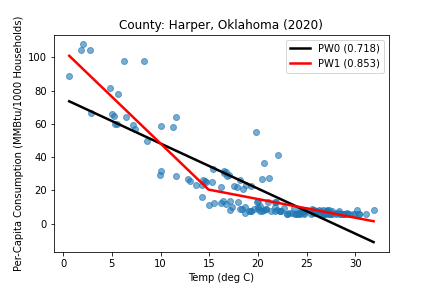 County: Harper, Oklahoma (2020)
PW0 (0.718)
PW1 (0.853)
Per-Capita Consumption (MMBtu/1000 Households)
100
80
60
40
20
0
0 5 10 15 20 25 30
Temp (deg C)